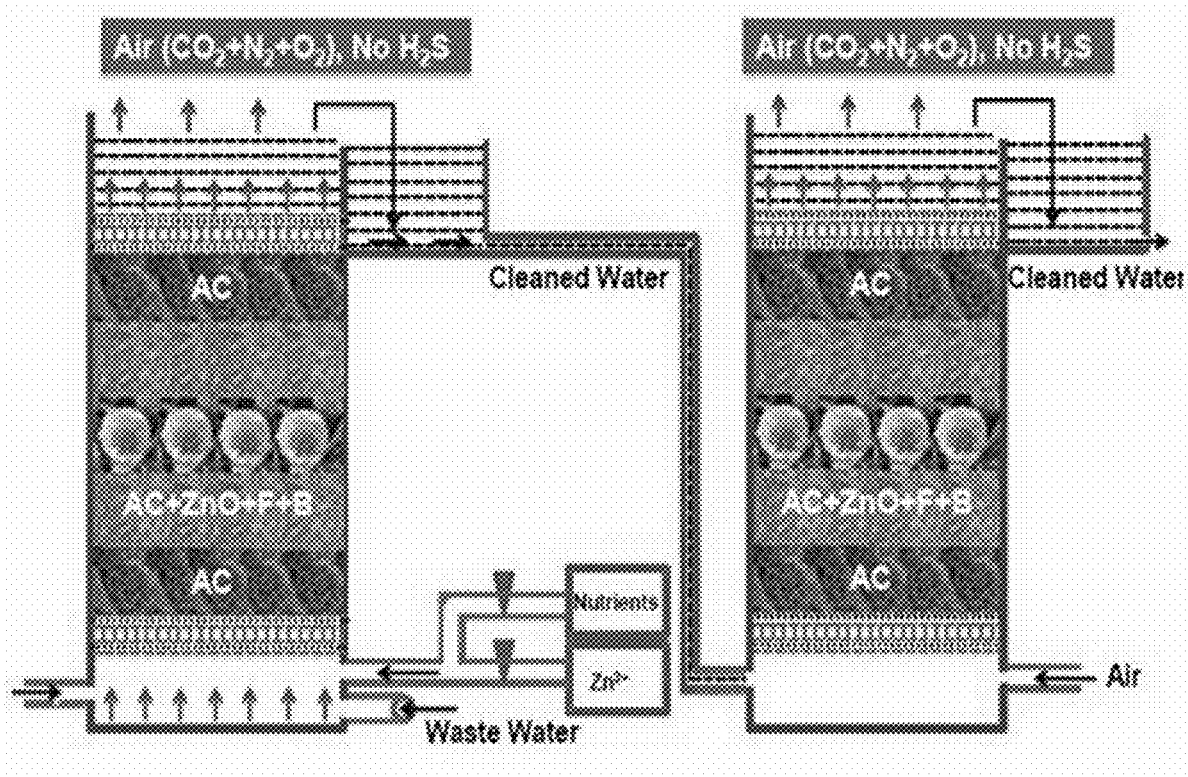 Air (CO₂+N₂+O₂), No H₂S
Air (CO₂+N₂+O₂), No H₂S
Cleaned Water
Cleaned Water
AC
AC
AC+ZnO+F+B
AC+ZnO+F+B
AC
AC
Nutrients
Zn²⁺
Air
Waste Water